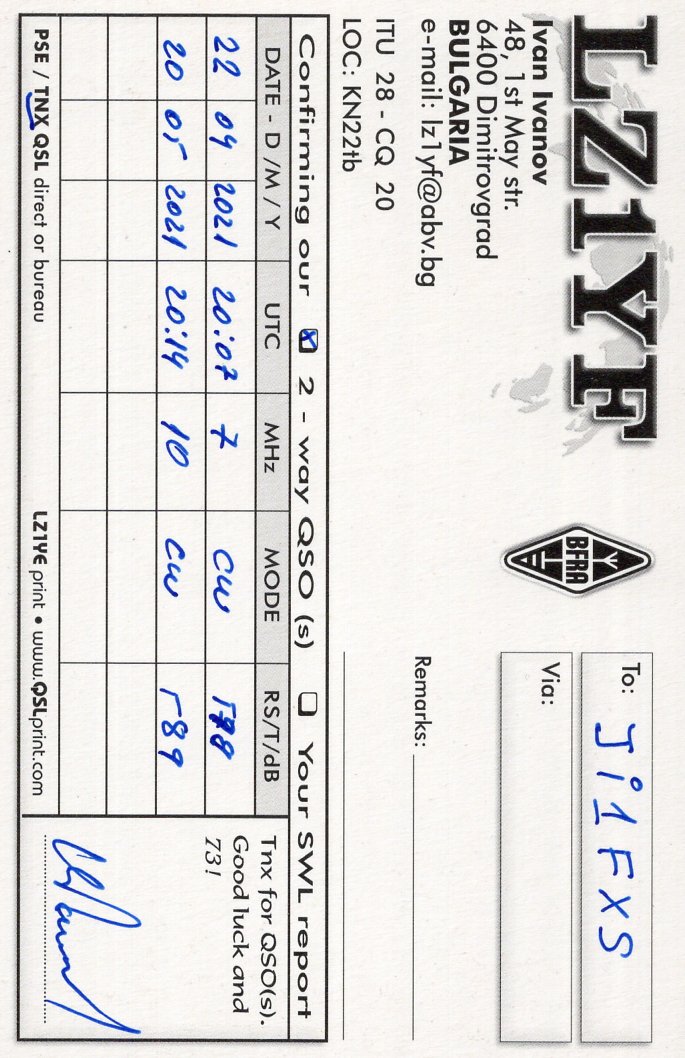 LZ1YF
Ivan Ivanov
48, 1st May str.
6400 Dimitrovgrad
BULGARIA
e-mail: lz1yf@abv.bg
ITU 28 - CQ 20
LOC: KN22tb
BFRA
To: Ji1FXS
Via:
Remarks:
Confirming our x 2 - way QSO (s) Your SWL report
DATE - D / M / Y UTC MHz MODE RS/T/dB
22 04 2021 20:07 7 CW
20 05 2021 20:14 10 CW 589
Tnx for QSO(s).
Good luck and
73!
PSE / TNX QSL direct or bureau
LZ1YE print • www.QSLprint.com